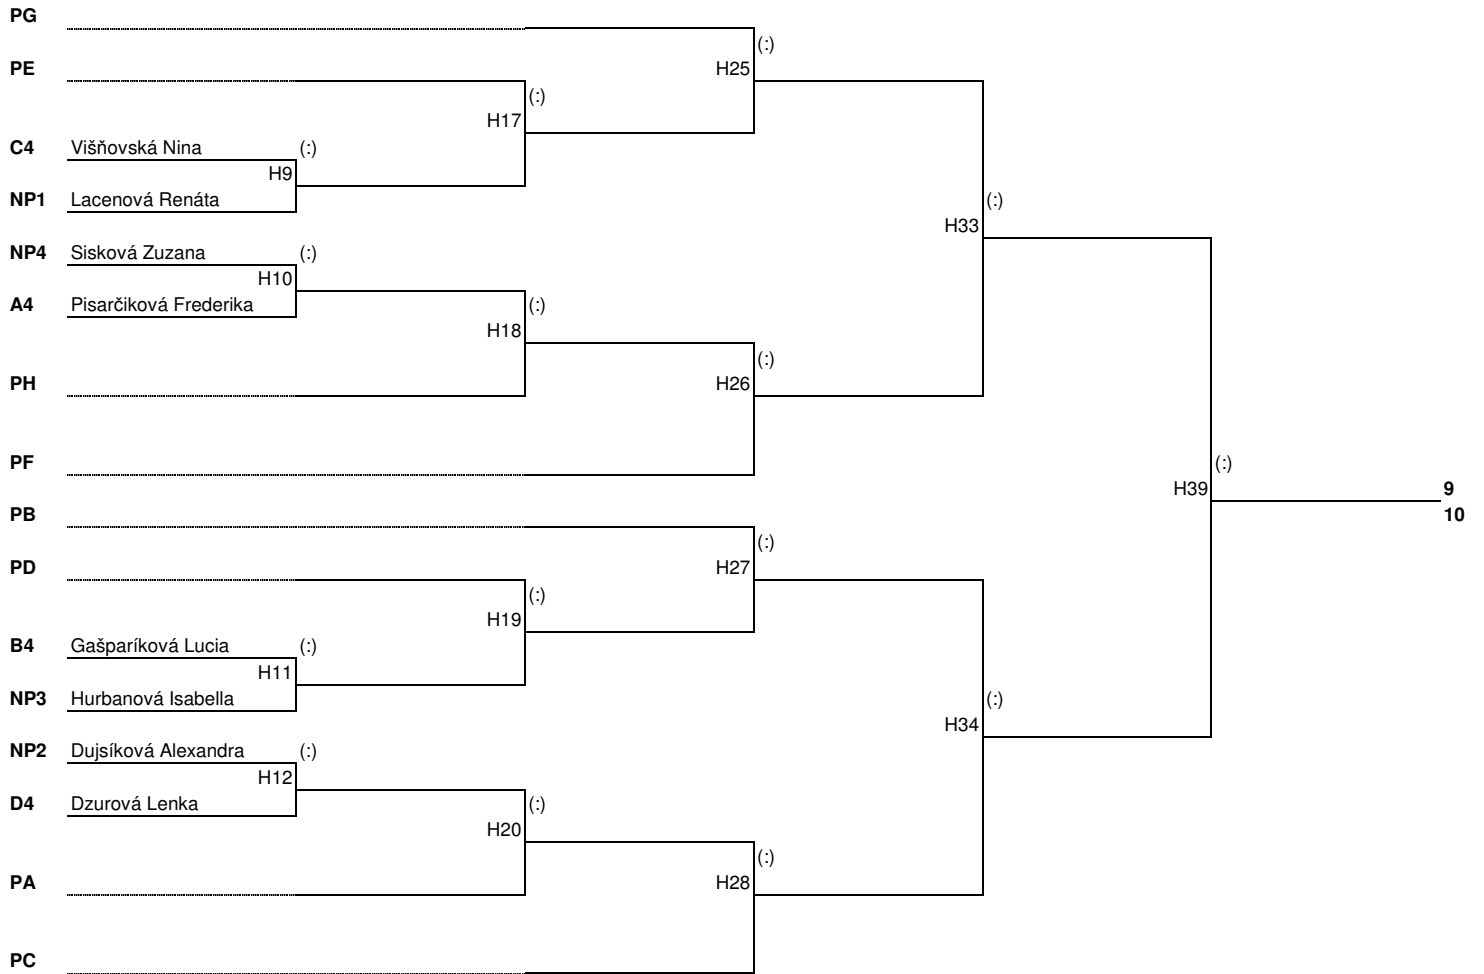 PG
(:)
PE H25
(:)
H17
C4 Višňovská Nina (:)
H9
NP1 Lacenová Renáta (:)
H33
NP4 Sisková Zuzana (:)
H10
A4 Pisarčiková Frederika (:)
H18
(:)
PH H26
PF (:)
H39 9
PB 10
(:)
PD H27
(:)
H19
B4 Gašparíková Lucia (:)
H11
NP3 Hurbanová Isabella (:)
H34
NP2 Dujsíková Alexandra (:)
H12
D4 Dzurová Lenka (:)
H20
(:)
PA H28
PC